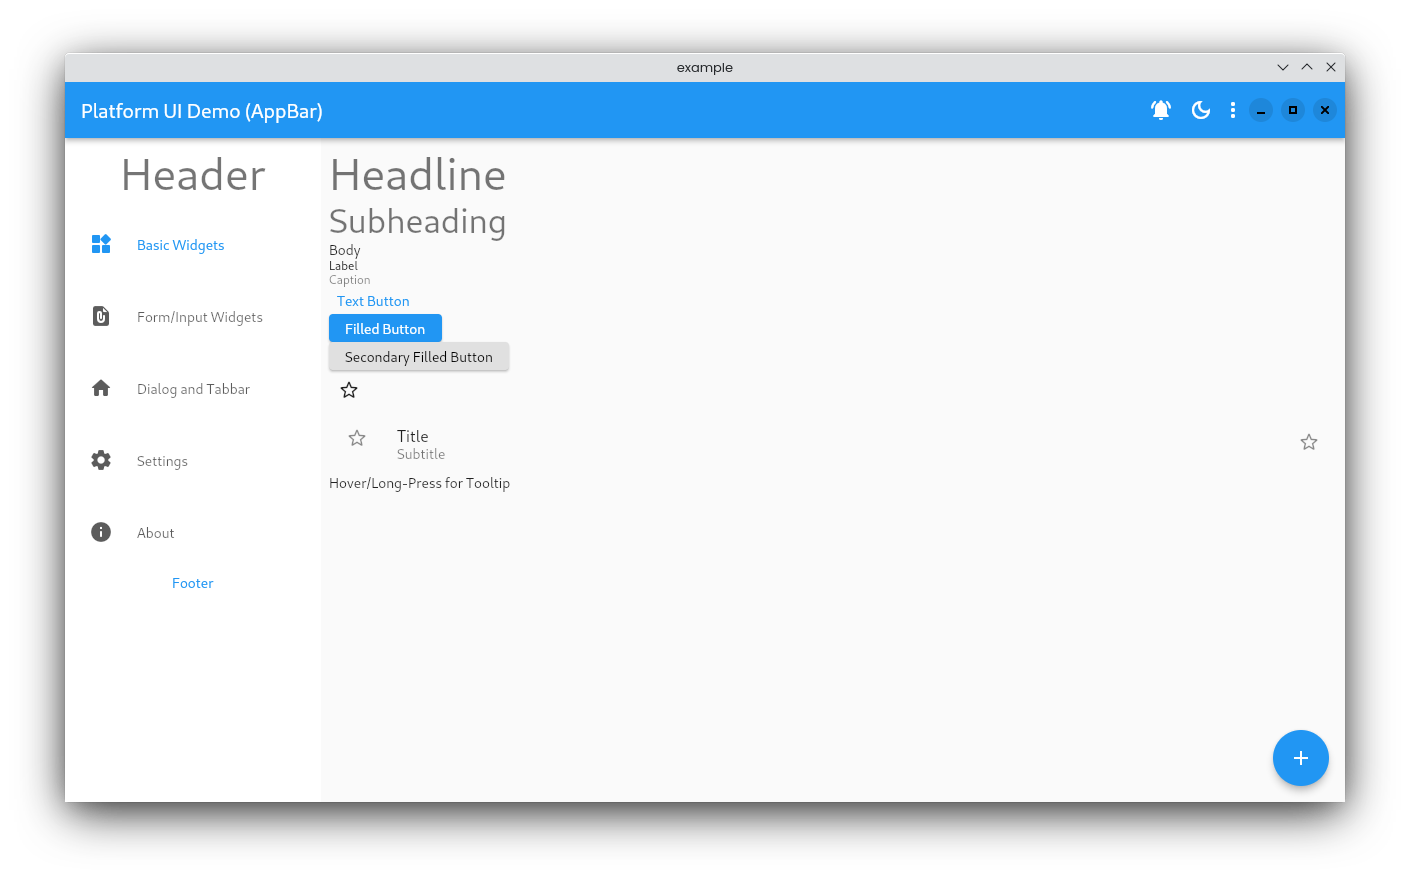 example
Platform UI Demo (AppBar)
Header
Basic Widgets
Form/Input Widgets
Dialog and Tabbar
Settings
About
Footer
Headline
Subheading
Body
Label
Caption
Text Button
Filled Button
Secondary Filled Button
Title
Subtitle
Hover/Long-Press for Tooltip